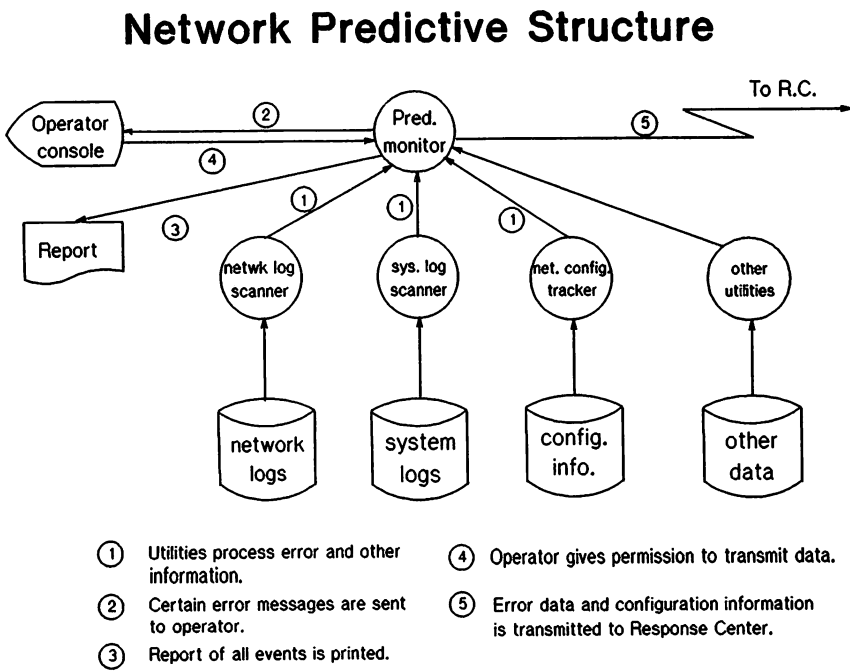 Network Predictive Structure
To R.C.
Operator
console
2
4
Pred.
monitor
5
1
1
1
3
Report
netwk log
scanner
sys. log
scanner
net. config.
tracker
other
utilities
network
logs
system
logs
config.
info.
other
data
1 Utilities process error and other
information.
2 Certain error messages are sent
to operator.
3 Report of all events is printed.
4 Operator gives permission to transmit data.
5 Error data and configuration information
is transmitted to Response Center.